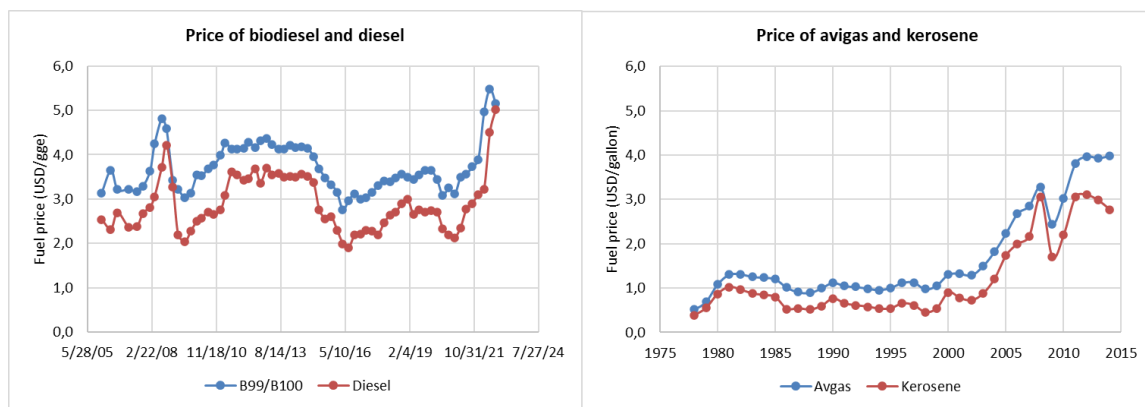 Price of biodiesel and diesel
Fuel price (USD/gge)
6,0
5,0
4,0
3,0
2,0
1,0
0,0
5/28/05 2/22/08 11/18/10 8/14/13 5/10/16 2/4/19 10/31/21 7/27/24
B99/B100 Diesel
Price of avigas and kerosene
Fuel price (USD/gallon)
6,0
5,0
4,0
3,0
2,0
1,0
0,0
1975 1980 1985 1990 1995 2000 2005 2010 2015
Avgas Kerosene